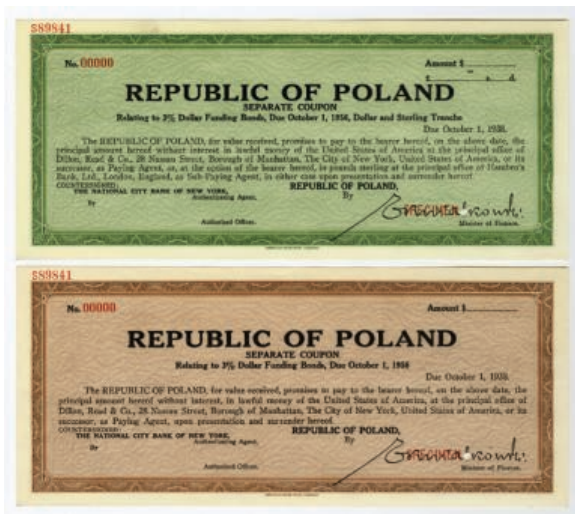 S89841
No. 00000
Amount $
£ s. d.
REPUBLIC OF POLAND
SEPARATE COUPON
Relating to 3% Dollar Funding Bonds, Due October 1, 1956, Dollar and Sterling Tranche
Due October 1, 1938.
The REPUBLIC OF POLAND, for value received, promises to pay to the bearer hereof, on the above date, the
principal amount hereof without interest in lawful money of the United States of America at the principal office of
Dillon, Read & Co., 28 Nassau Street, Borough of Manhattan, The City of New York, United States of America, or its
successor, as Paying Agent, or, at the option of the bearer hereof, in pounds sterling at the principal office of Hambro's
Bank, Ltd., London, England, as Sub-Paying Agent, in either case upon presentation and surrender hereof.
COUNTERSIGNED:
THE NATIONAL CITY BANK OF NEW YORK,
Authenticating Agent,
By
Authorized Officer.
REPUBLIC OF POLAND,
By
SPECIMEN
Minister of Finance.
S89841
No. 00000
Amount $
REPUBLIC OF POLAND
SEPARATE COUPON
Relating to 3% Dollar Funding Bonds, Due October 1, 1956
Due October 1, 1938.
The REPUBLIC OF POLAND, for value received, promises to pay to the bearer hereof, on the above date, the
principal amount hereof without interest, in lawful money of the United States of America, at the principal office of
Dillon, Read & Co., 28 Nassau Street, Borough of Manhattan, The City of New York, United States of America, or its
successor, as Paying Agent, upon presentation and surrender hereof.
COUNTERSIGNED:
THE NATIONAL CITY BANK OF NEW YORK,
Authenticating Agent,
By
Authorized Officer.
REPUBLIC OF POLAND,
By
SPECIMEN
Minister of Finance.